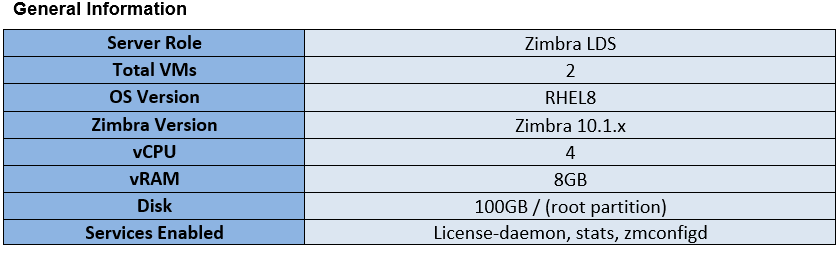 General Information
Server Role Zimbra LDS
Total VMs 2
OS Version RHEL8
Zimbra Version Zimbra 10.1.x
vCPU 4
vRAM 8GB
Disk 100GB / (root partition)
Services Enabled License-daemon, stats, zmconfigd